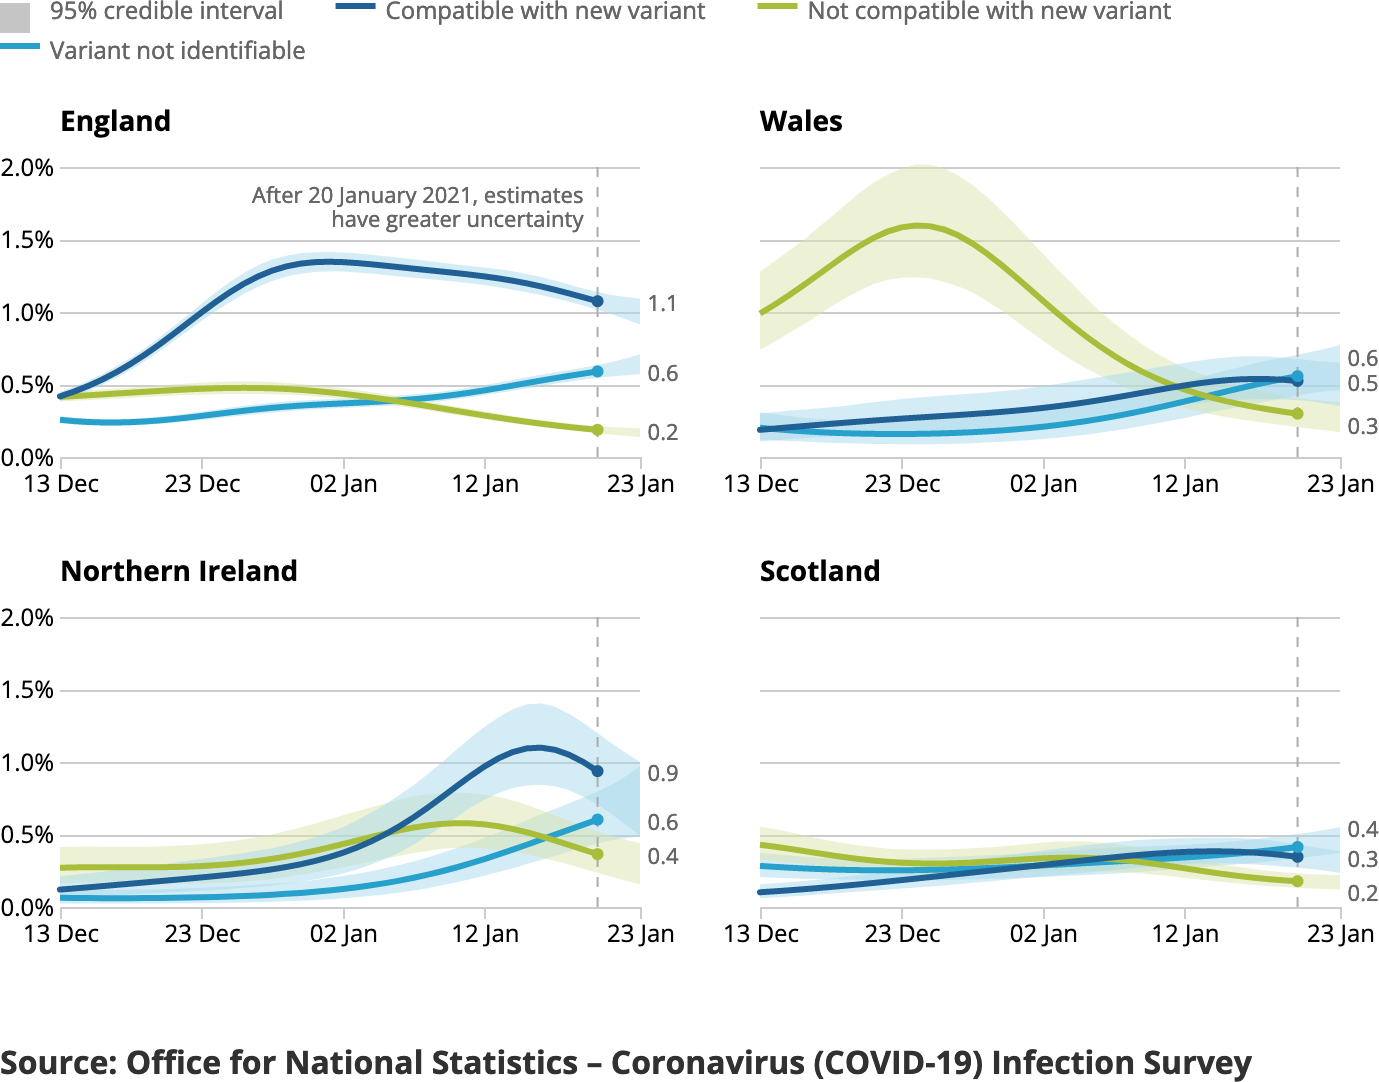 95% credible interval
Compatible with new variant
Not compatible with new variant
Variant not identifiable
England
2.0%
1.5%
1.0%
0.5%
0.0%
After 20 January 2021, estimates
have greater uncertainty
1.1
0.6
0.2
13 Dec
23 Dec
02 Jan
12 Jan
23 Jan
Wales
0.6
0.5
0.3
13 Dec
23 Dec
02 Jan
12 Jan
23 Jan
Northern Ireland
2.0%
1.5%
1.0%
0.5%
0.0%
0.9
0.6
0.4
13 Dec
23 Dec
02 Jan
12 Jan
23 Jan
Scotland
0.4
0.3
0.2
13 Dec
23 Dec
02 Jan
12 Jan
23 Jan
Source: Office for National Statistics – Coronavirus (COVID-19) Infection Survey